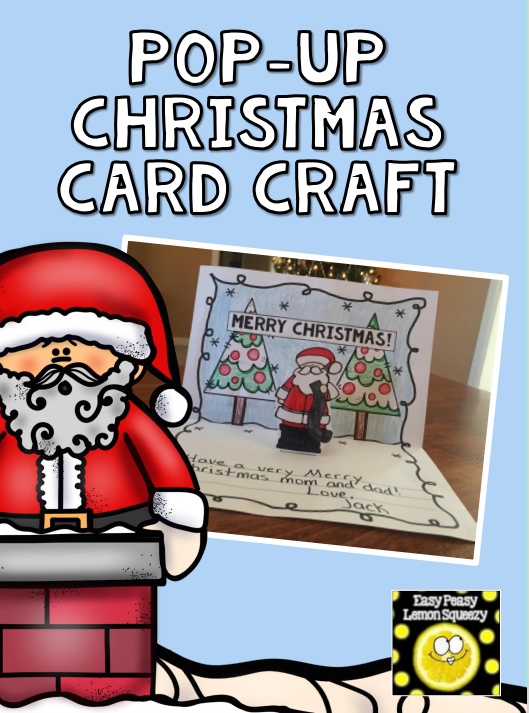 POP-UP
CHRISTMAS
CARD CRAFT
MERRY CHRISTMAS!
Have a very Merry
Christmas mom and dad!
Love,
Jack
Easy Peasy
Lemon Squeezy